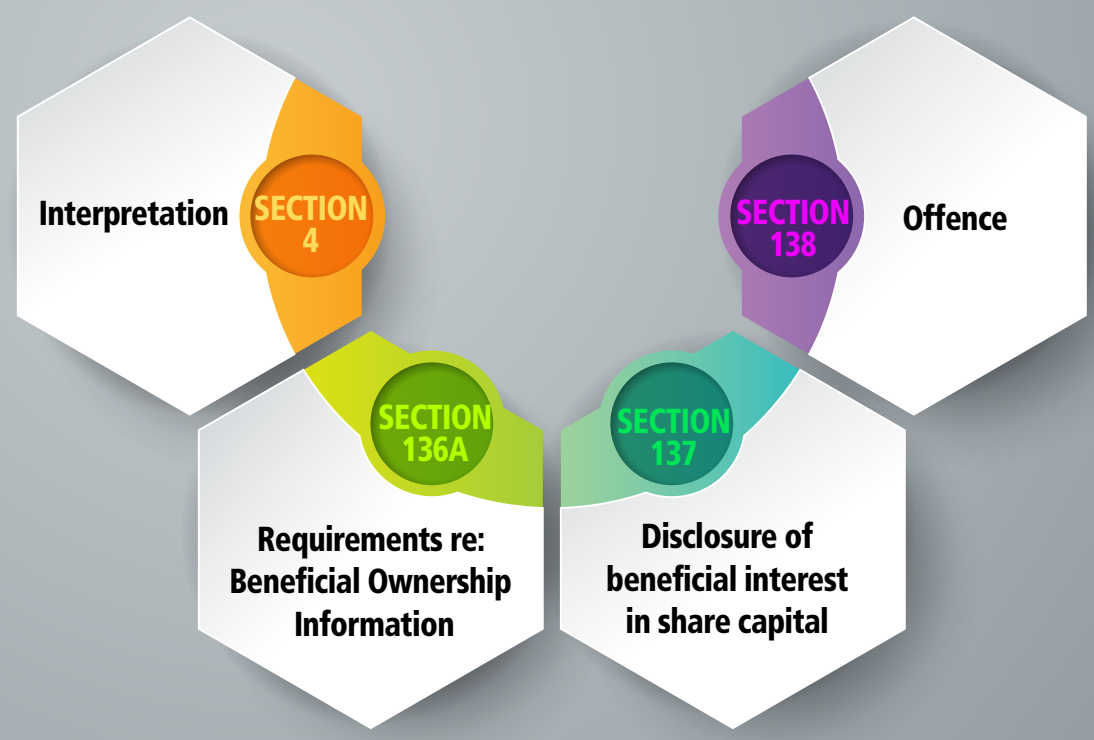 Interpretation
SECTION
4
SECTION
136A
Requirements re:
Beneficial Ownership
Information
SECTION
137
Disclosure of
beneficial interest
in share capital
SECTION
138
Offence